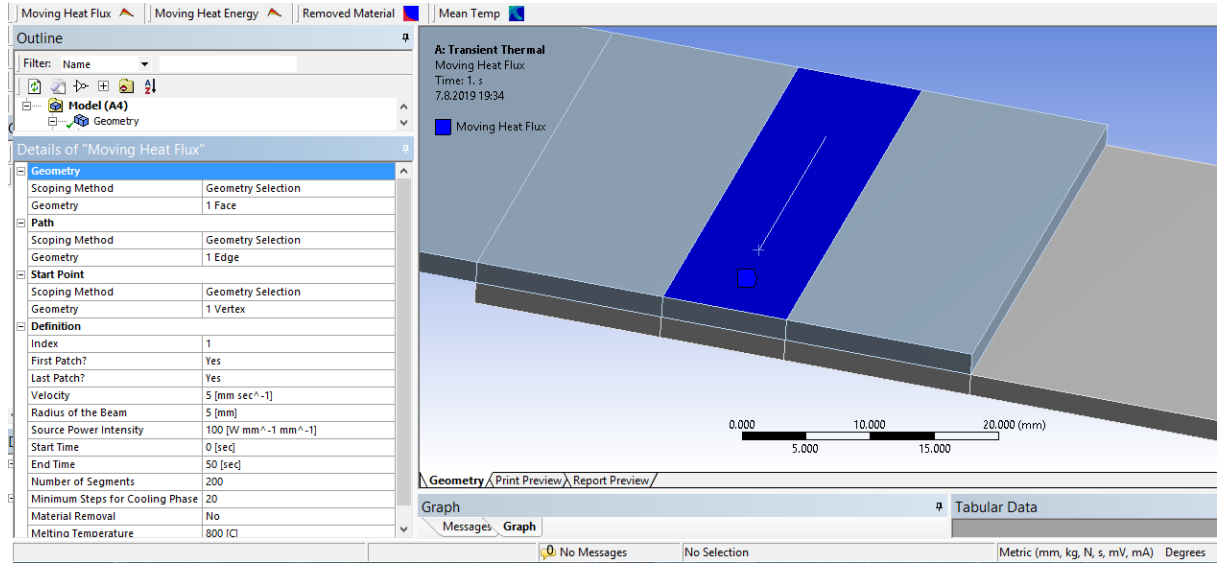 Moving Heat Flux Moving Heat Energy Removed Material Mean Temp
Outline
Filter: Name
Model (A4)
Geometry
Details of "Moving Heat Flux"
Geometry
Scoping Method Geometry Selection
Geometry 1 Face
Path
Scoping Method Geometry Selection
Geometry 1 Edge
Start Point
Scoping Method Geometry Selection
Geometry 1 Vertex
Definition
Index 1
First Patch? Yes
Last Patch? Yes
Velocity 5 [mm sec^-1]
Radius of the Beam 5 [mm]
Source Power Intensity 100 [W mm^-1 mm^-1]
Start Time 0 [sec]
End Time 50 [sec]
Number of Segments 200
Minimum Steps for Cooling Phase 20
Material Removal No
Melting Temperature 800 [C]
A: Transient Thermal
Moving Heat Flux
Time: 1. s
7.8.2019 19:34
Moving Heat Flux
0.000 10.000 20.000 (mm)
5.000 15.000
Geometry Print Preview Report Preview
Graph
Messages Graph
Tabular Data
0 No Messages No Selection Metric (mm, kg, N, s, mV, mA) Degrees